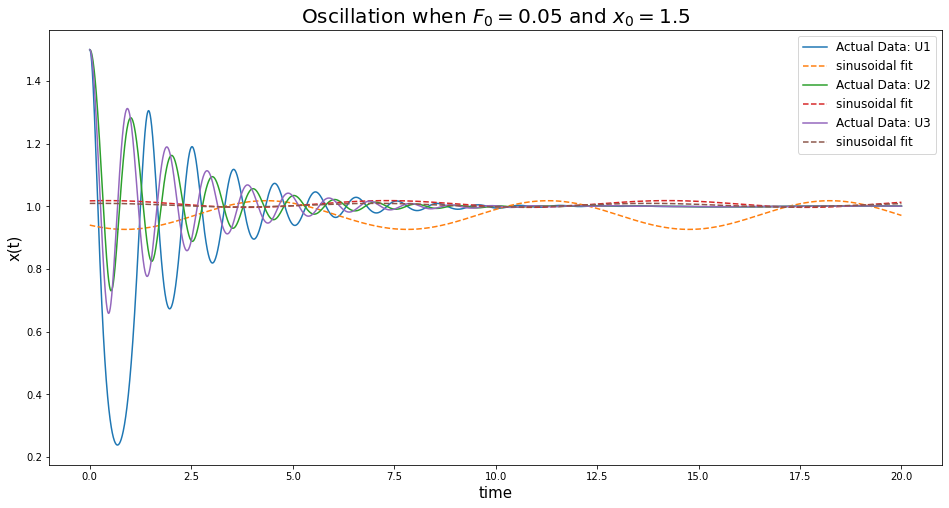 Oscillation when F₀ = 0.05 and x₀ = 1.5
Actual Data: U1
sinusoidal fit
Actual Data: U2
sinusoidal fit
Actual Data: U3
sinusoidal fit
x(t)
1.4
1.2
1.0
0.8
0.6
0.4
0.2
0.0 2.5 5.0 7.5 10.0 12.5 15.0 17.5 20.0
time